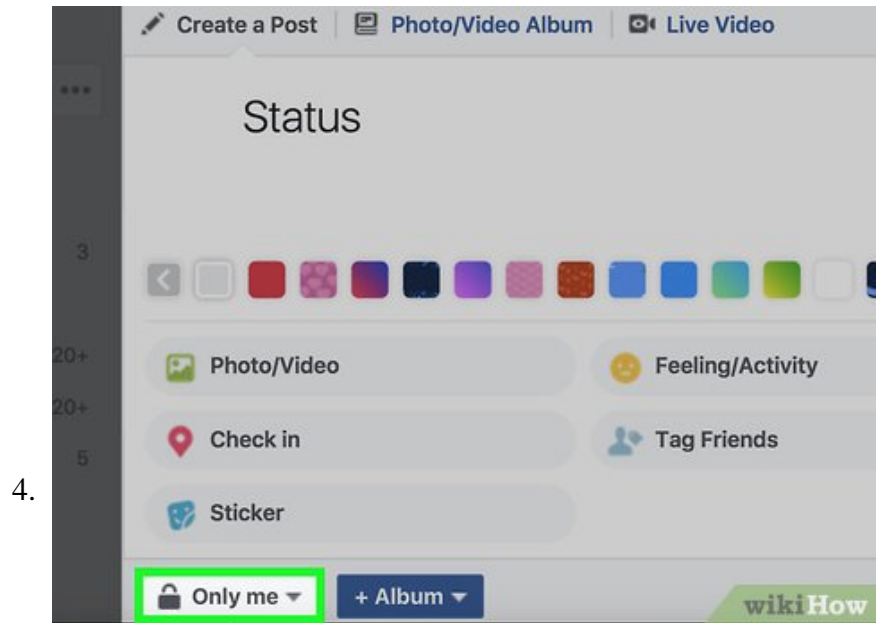 Create a Post Photo/Video Album Live Video
Status
3
Photo/Video Feeling/Activity
20+
20+
Check in Tag Friends
5
4.
Sticker
Only me + Album
wikiHow